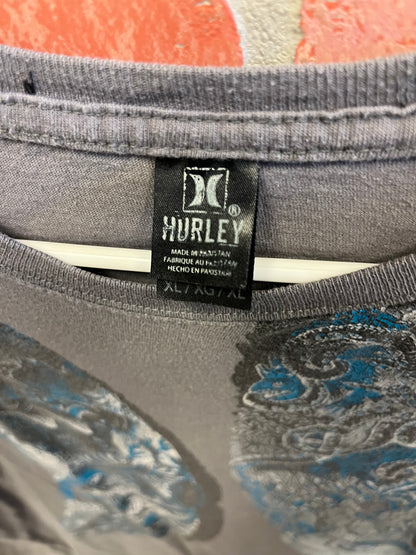 HURLEY®
MADE IN PAKISTAN
FABRIQUE AU PAKISTAN
HECHO EN PAKISTAN
XL / XG / XL